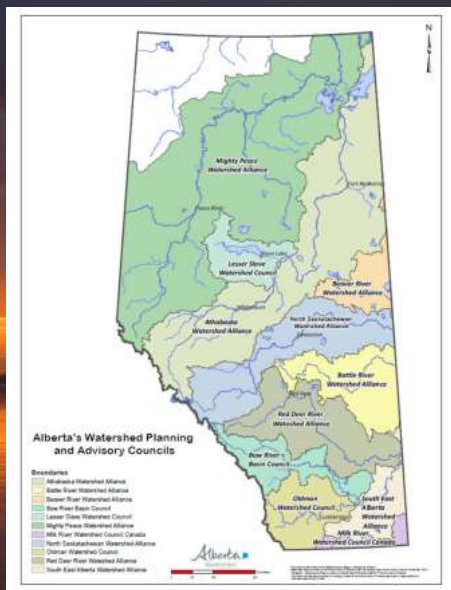 N
Mighty Peace
Watershed Alliance
Peace River
Lesser Slave
Watershed Council
Beaver River
Watershed Alliance
Athabaska
Watershed Alliance
North Saskatchewan
Watershed Alliance
Battle River
Watershed Alliance
Red Deer River
Watershed Alliance
Bow River
Basin Council
Oldman
Watershed Council
South East
Alberta
Watershed
Alliance
Milk River
Watershed Council Canada
Alberta's Watershed Planning
and Advisory Councils
Boundaries
Athabaska Watershed Alliance
Battle River Watershed Alliance
Beaver River Watershed Alliance
Bow River Basin Council
Lesser Slave Watershed Council
Mighty Peace Watershed Alliance
Milk River Watershed Council Canada
North Saskatchewan Watershed Alliance
Oldman Watershed Council
Red Deer River Watershed Alliance
South East Alberta Watershed Alliance
Alberta